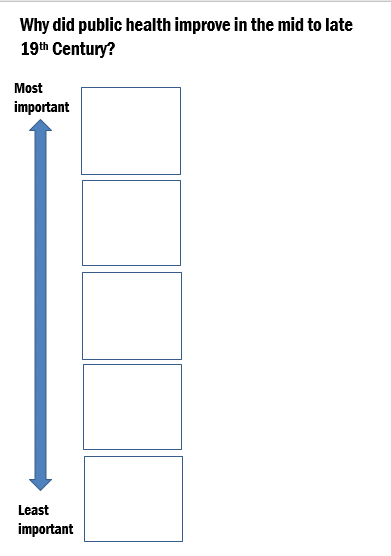 Why did public health improve in the mid to late
19th Century?
Most
important
Least
important